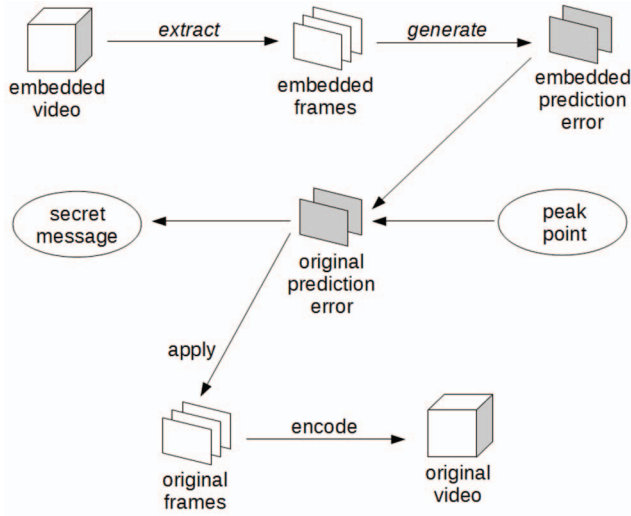 extract
generate
embedded
video
embedded
frames
embedded
prediction
error
secret
message
peak
point
original
prediction
error
apply
encode
original
frames
original
video